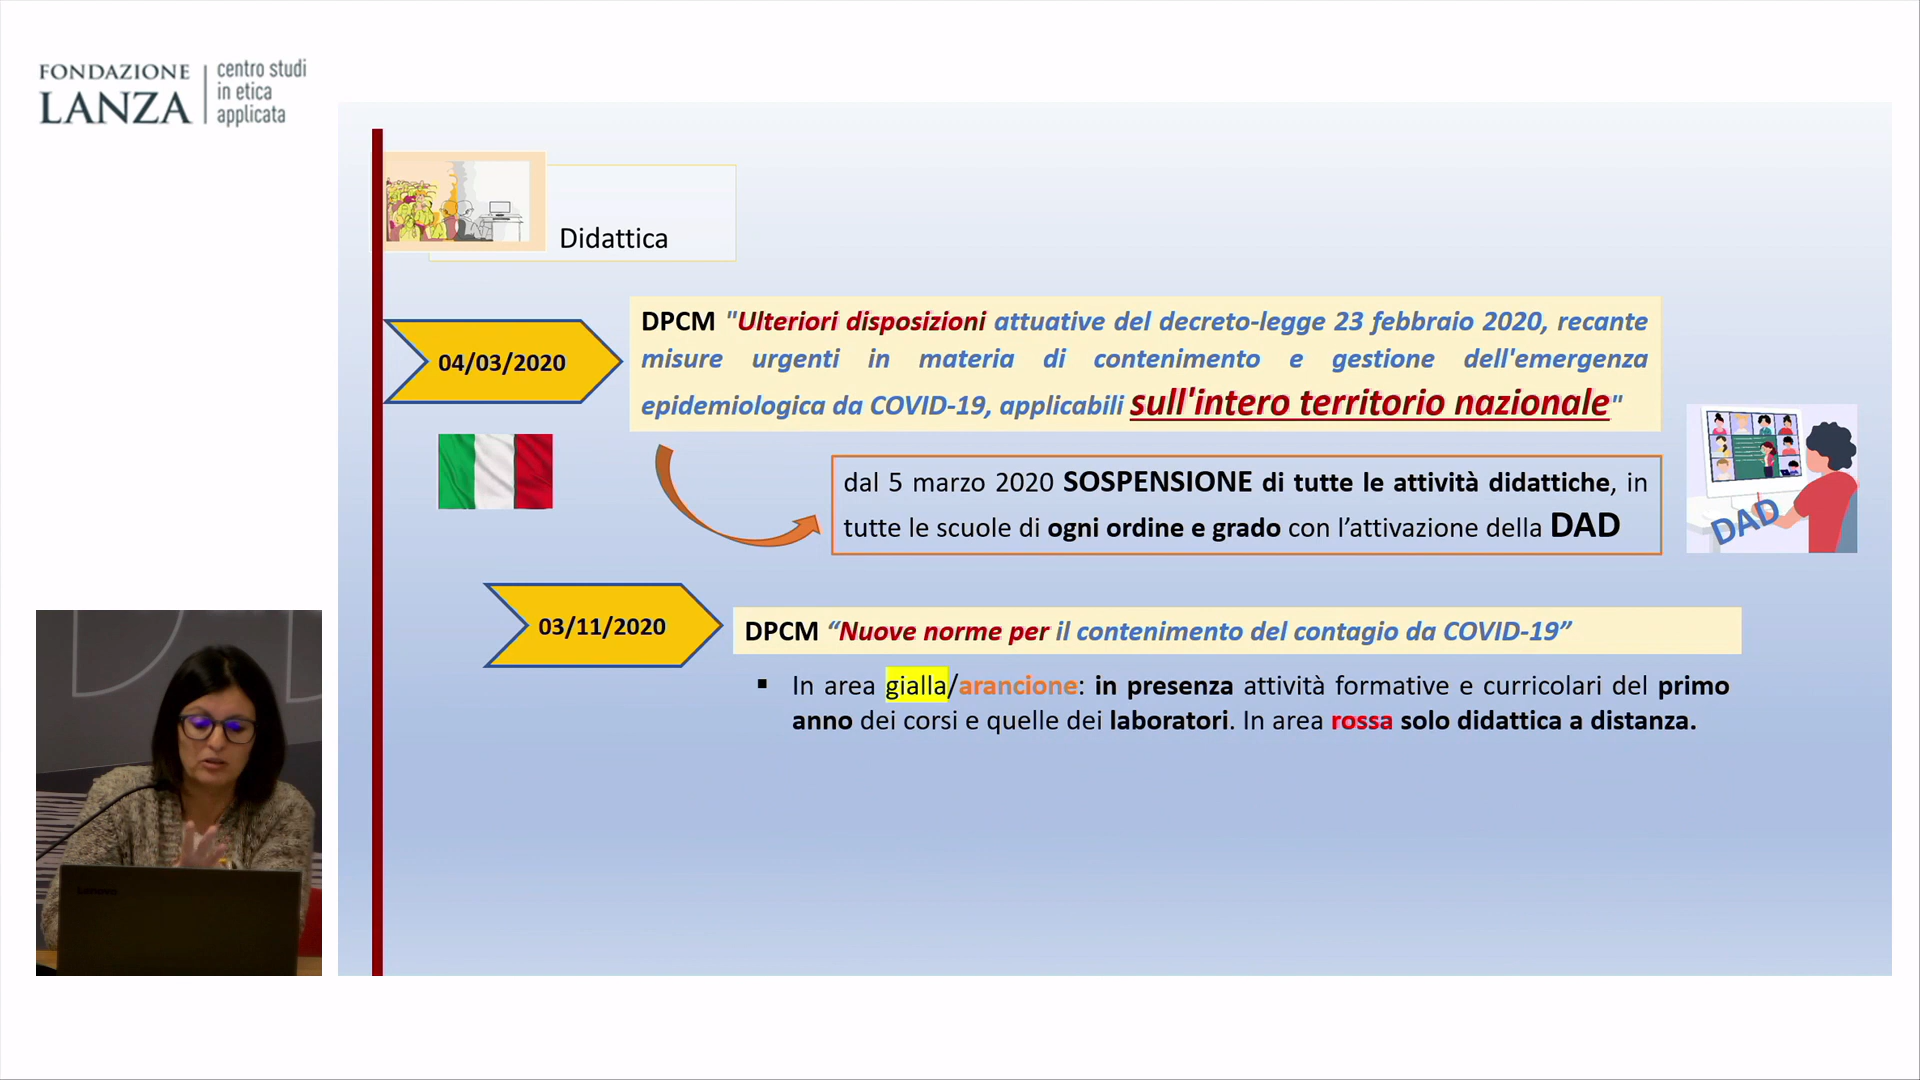 FONDAZIONE
LANZA
centro studi
in etica
applicata
Didattica
04/03/2020
DPCM "Ulteriori disposizioni attuative del decreto-legge 23 febbraio 2020, recante
misure urgenti in materia di contenimento e gestione dell'emergenza
epidemiologica da COVID-19, applicabili sull'intero territorio nazionale"
dal 5 marzo 2020 SOSPENSIONE di tutte le attività didattiche, in
tutte le scuole di ogni ordine e grado con l’attivazione della DAD
DAD
03/11/2020
DPCM “Nuove norme per il contenimento del contagio da COVID-19”
▪ In area gialla/arancione: in presenza attività formative e curricolari del primo
anno dei corsi e quelle dei laboratori. In area rossa solo didattica a distanza.
Lenovo